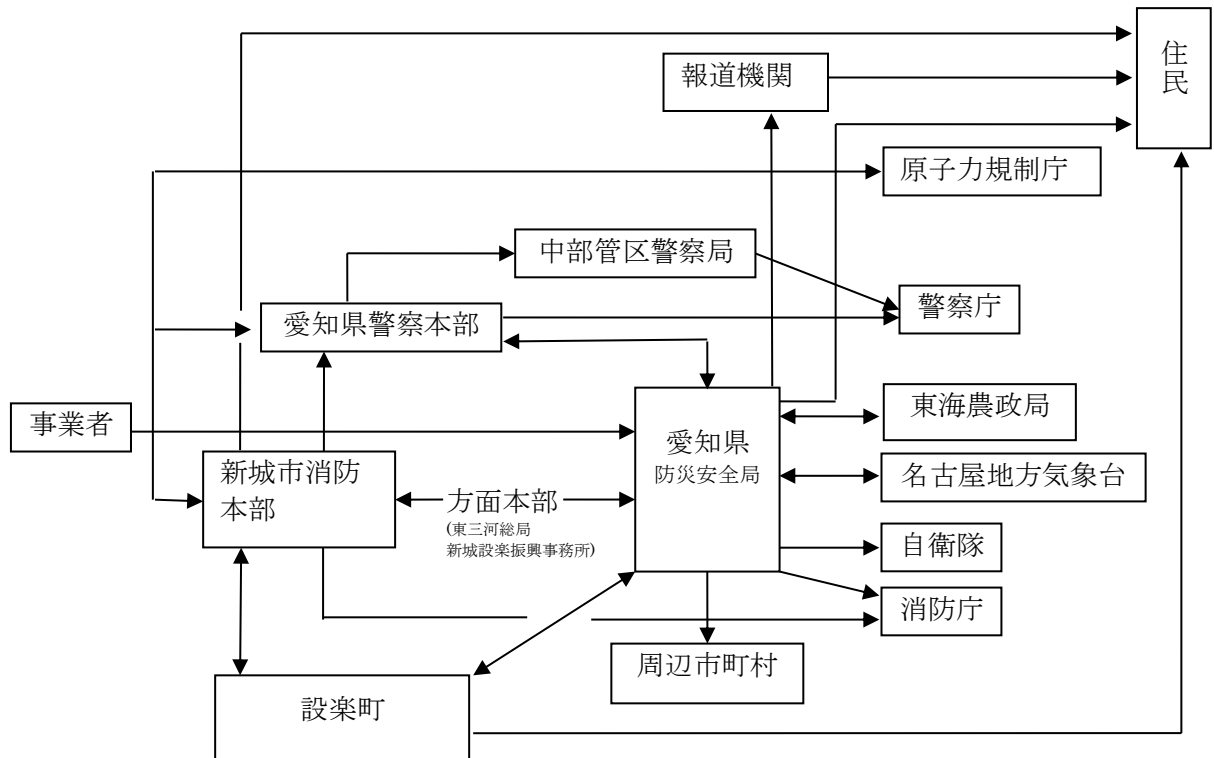 住民
報道機関
原子力規制庁
中部管区警察局
警察庁
愛知県警察本部
東海農政局
事業者
愛知県
防災安全局
新城市消防
本部
名古屋地方気象台
方面本部
(東三河総局
新城設楽振興事務所)
自衛隊
消防庁
周辺市町村
設楽町